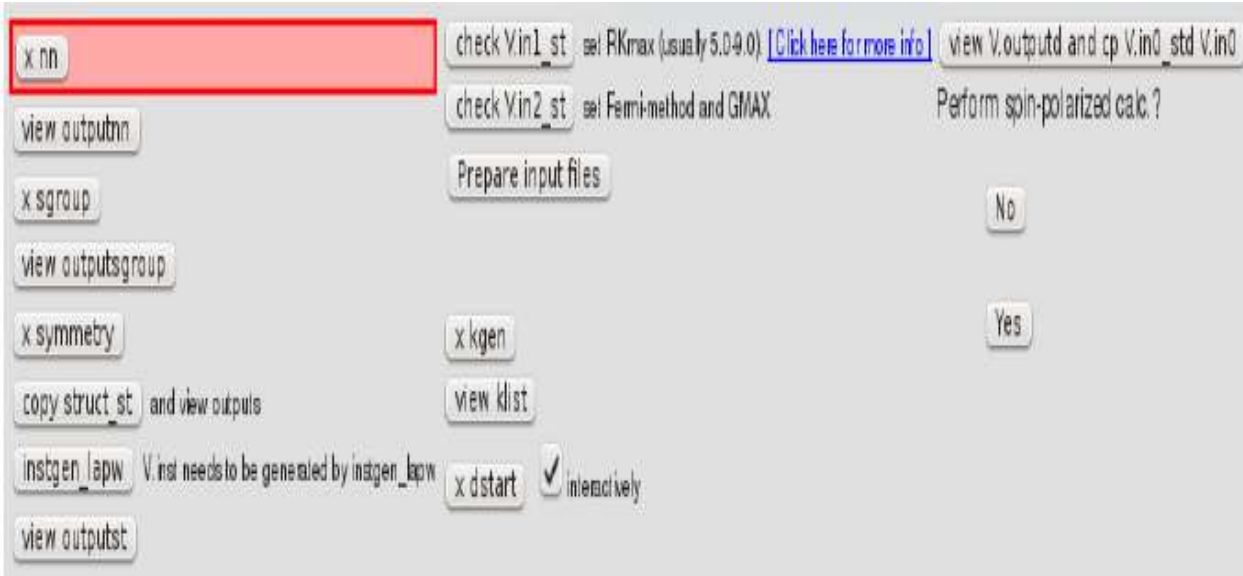 x nn
view outputnn
x sgroup
view outputsgroup
x symmetry
copy struct_st and view outputs
instgen_lapw V.inst needs to be generated by instgen_lapw
view outputst
check V.in1_st set RKmax (usually 5.0-9.0) [ Click here for more info ]
check V.in2_st set Fermi-method and GMAX
Prepare input files
x kgen
view klist
x dstart interactively
view V.outputd and cp V.in0_std V.in0
Perform spin-polarized calc. ?
No
Yes